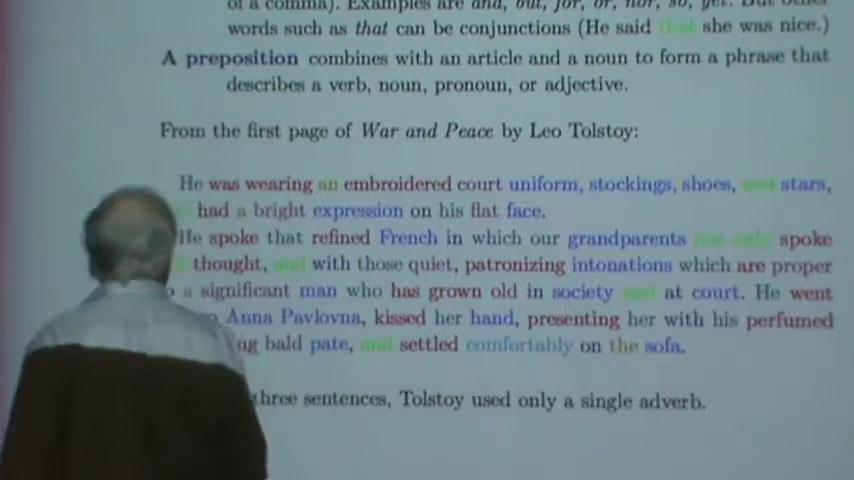 of a comma). Examples are and, but, for, or, nor, so, yet. But other
words such as that can be conjunctions (He said that she was nice.)
A preposition combines with an article and a noun to form a phrase that
describes a verb, noun, pronoun, or adjective.
From the first page of War and Peace by Leo Tolstoy:
He was wearing an embroidered court uniform, stockings, shoes, and stars,
had a bright expression on his flat face.
He spoke that refined French in which our grandparents not only spoke
thought, and with those quiet, patronizing intonations which are proper
a significant man who has grown old in society and at court. He went
Anna Pavlovna, kissed her hand, presenting her with his perfumed
ng bald pate, and settled comfortably on the sofa.
three sentences, Tolstoy used only a single adverb.